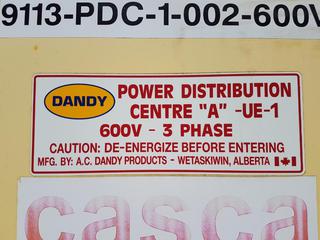 9113-PDC-1-002-600V
DANDY
POWER DISTRIBUTION
CENTRE "A" -UE-1
600V - 3 PHASE
CAUTION: DE-ENERGIZE BEFORE ENTERING
MFG. BY: A.C. DANDY PRODUCTS - WETASKIWIN, ALBERTA
casca